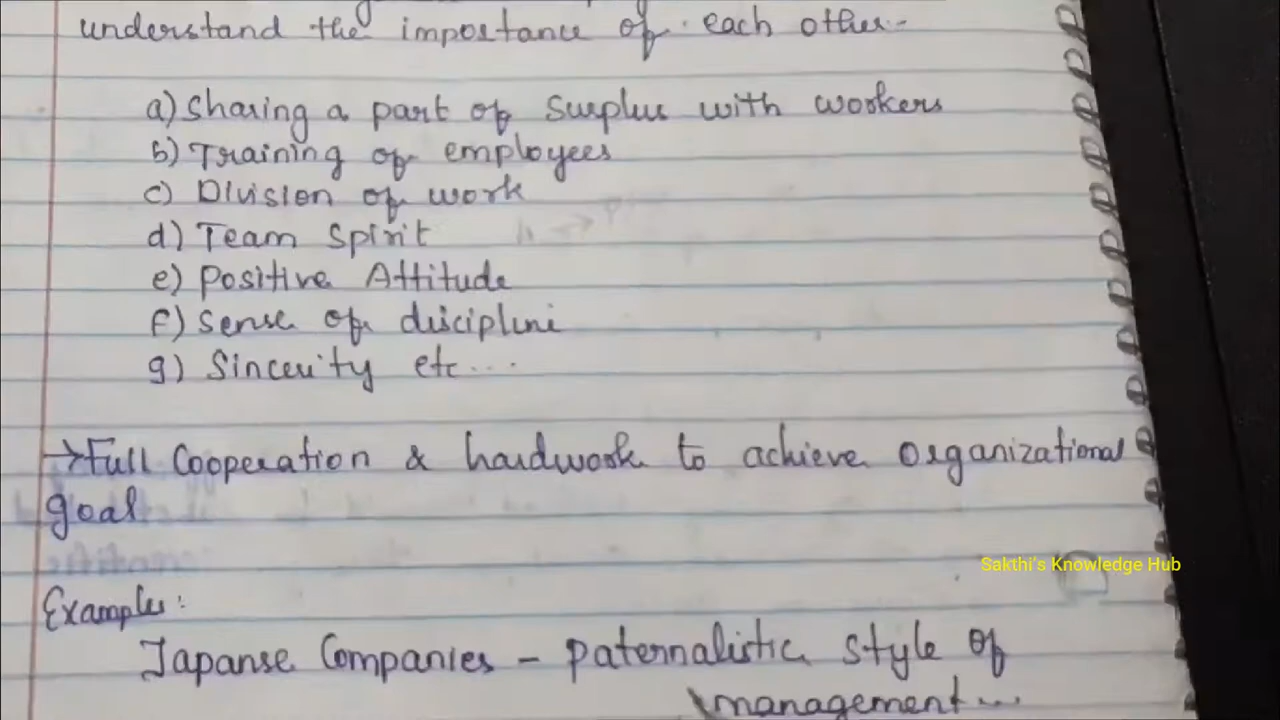 understand the importance of each other.
a) Sharing a part of Surplus with workers
b) Training of employees
c) Division of work
d) Team Spirit
e) Positive Attitude
f) Sense of discipline
g) Sincerity etc...
→ Full Cooperation & hardwork to achieve Organizational
goal
Sakthi's Knowledge Hub
Example:
Japanse Companies - paternalistic style of
management...